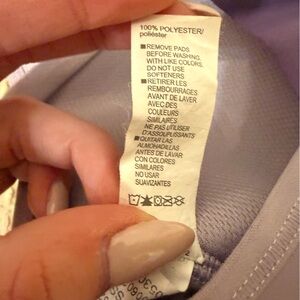 100% POLYESTER/
poliéster
■REMOVE PADS
BEFORE WASHING.
WITH LIKE COLORS.
DO NOT USE
SOFTENERS
■RETIRER LES
REMBOURRAGES
AVANT DE LAVER
AVEC DES
COULEURS
SIMILAIRES
NE PAS UTILISER
D'ASSOUPLISSANTS
■QUITAR LAS
ALMOHADILLAS
ANTES DE LAVAR
CON COLORES
SIMILARES
NO USAR
SUAVIZANTES